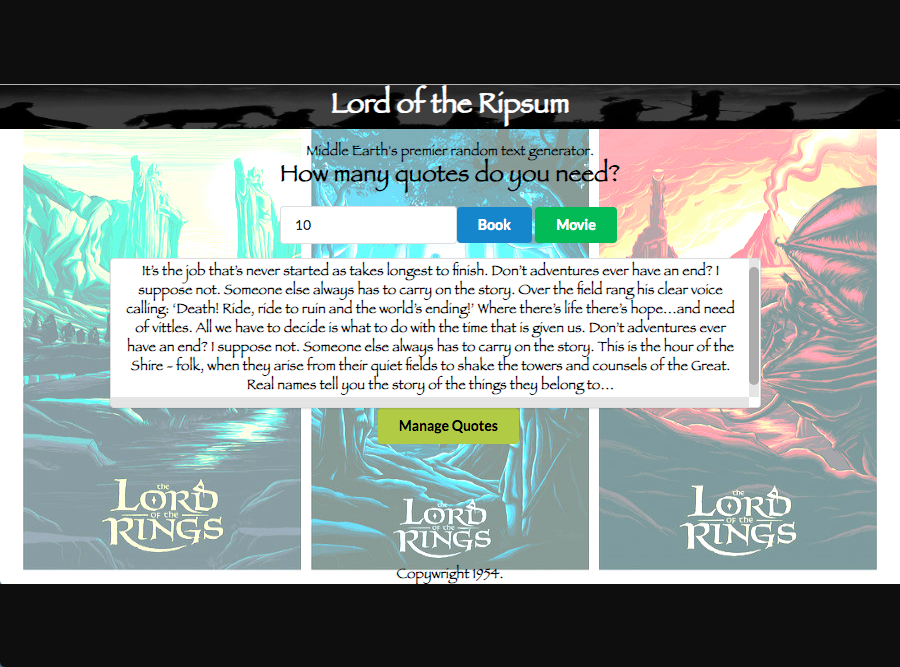 Lord of the Ripsum
Middle Earth's premier random text generator.
How many quotes do you need?
10
Book
Movie
It's the job that's never started as takes longest to finish. Don't adventures ever have an end? I
suppose not. Someone else always has to carry on the story. Over the field rang his clear voice
calling: ‘Death! Ride, ride to ruin and the world's ending!’ Where there's life there's hope…and need
of vittles. All we have to decide is what to do with the time that is given us. Don't adventures ever
have an end? I suppose not. Someone else always has to carry on the story. This is the hour of the
Shire - folk, when they arise from their quiet fields to shake the towers and counsels of the Great.
Real names tell you the story of the things they belong to…
Manage Quotes
the
LORD
of the
RINGS
the
LORD
of the
RINGS
the
LORD
of the
RINGS
Copywright 1954.